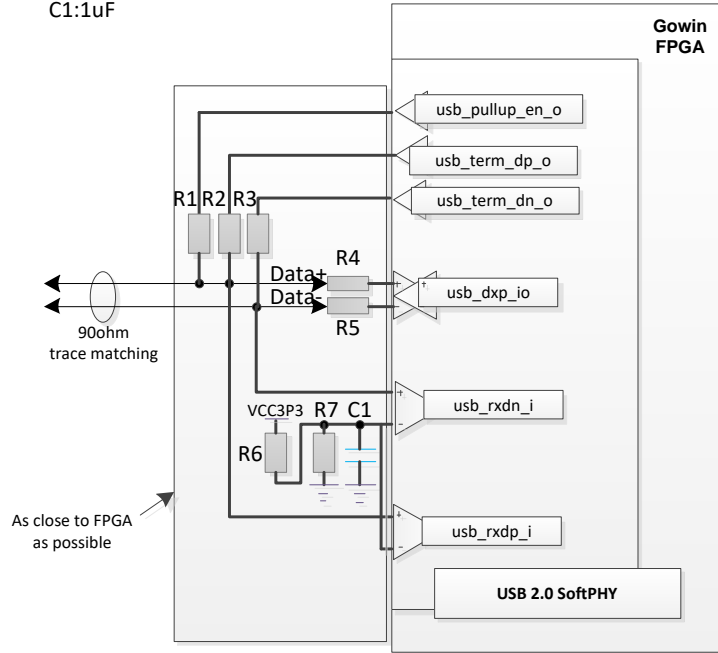 C1:1uF
Gowin
FPGA
usb_pullup_en_o
usb_term_dp_o
usb_term_dn_o
R1 R2 R3
Data+
R4
Data-
R5
usb_dxp_io
90ohm
trace matching
VCC3P3 R7 C1
R6
usb_rxdn_i
As close to FPGA
as possible
usb_rxdp_i
USB 2.0 SoftPHY